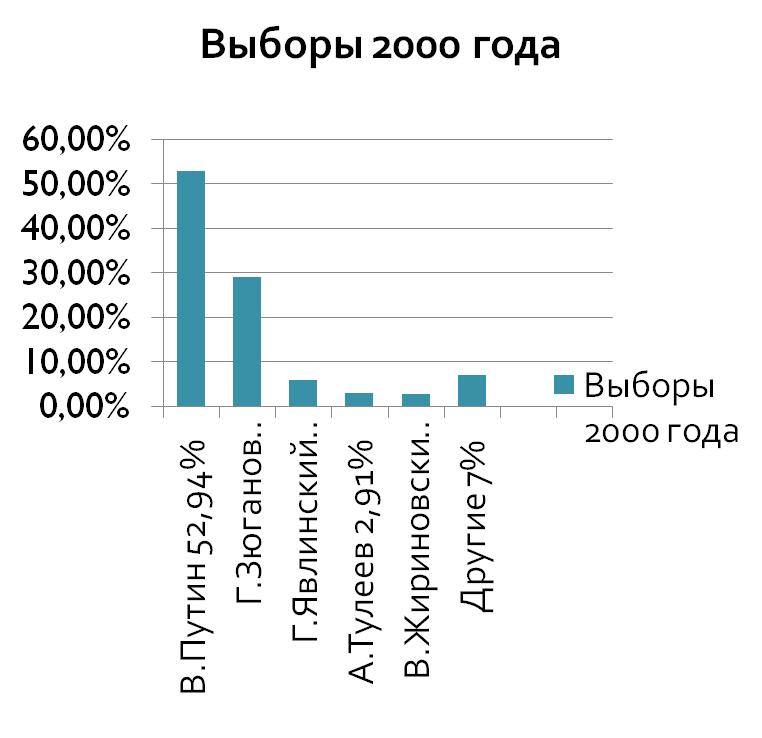 Выборы 2000 года
60,00%
50,00%
40,00%
30,00%
20,00%
10,00%
0,00%
В.Путин 52,94%
Г.Зюганов..
Г.Явлинский..
А.Тулеев 2,91%
В.Жириновски..
Другие 7%
Выборы
2000 года